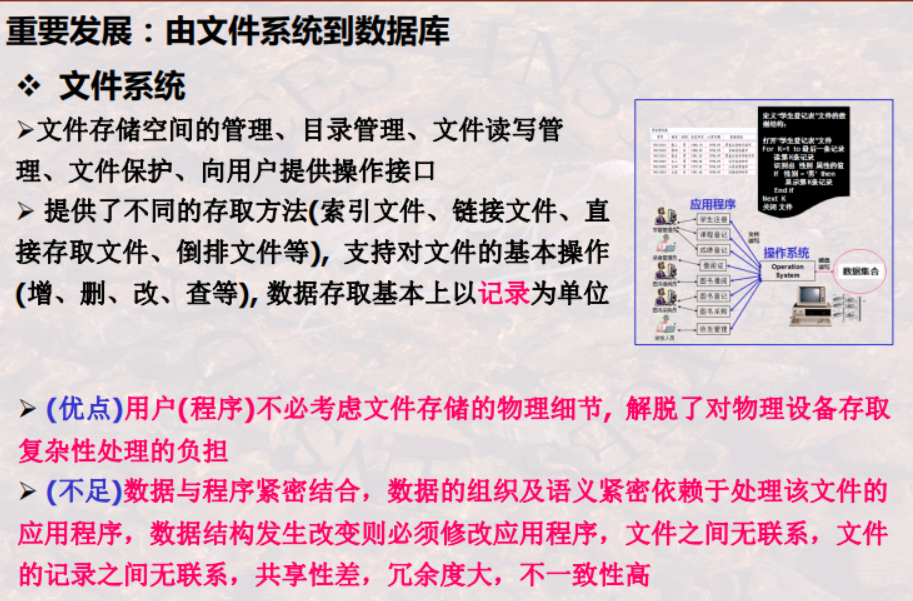 重要发展：由文件系统到数据库
❖ 文件系统
➢文件存储空间的管理、目录管理、文件读写管
理、文件保护、向用户提供操作接口
➢ 提供了不同的存取方法(索引文件、链接文件、直
接存取文件、倒排文件等), 支持对文件的基本操作
(增、删、改、查等), 数据存取基本上以记录为单位
定义"学生登记表"文件的数
据结构；
打开"学生登记表"文件
For K=1 to 最后一条记录
读第K条记录
识别出 性别 属性的值
If 性别 = '男' then
显示第K条记录
End if
Next K
关闭 文件
应用程序
学生注册
课程登记
成绩登记
借阅证
图书借阅
图书登记
图书采购
收发管理
收发人员
文件
读写
操作系统
Operation
System
磁盘
读写
数据集合
➢ (优点)用户(程序)不必考虑文件存储的物理细节, 解脱了对物理设备存取
复杂性处理的负担
➢ (不足)数据与程序紧密结合，数据的组织及语义紧密依赖于处理该文件的
应用程序，数据结构发生改变则必须修改应用程序，文件之间无联系，文件
的记录之间无联系，共享性差，冗余度大，不一致性高